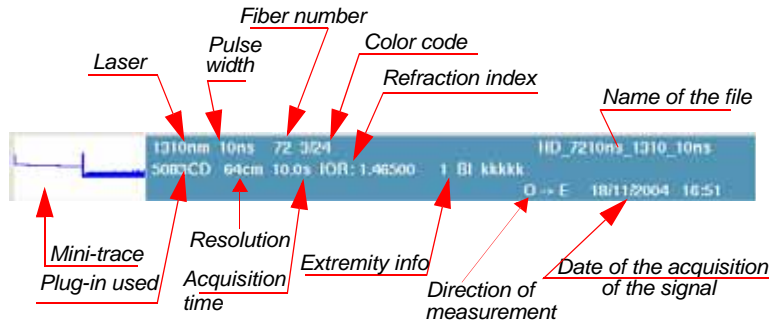 Fiber number
Pulse width
Color code
Laser
Refraction index
Name of the file
1310nm 10ns 72 3/24 HD_7210ns_1310_10ns
5083CD 64cm 10.0s IOR: 1.46500 1 BI kkkkk
O → E 18/11/2004 16:51
Mini-trace
Resolution
Plug-in used
Acquisition time
Extremity info
Direction of measurement
Date of the acquisition of the signal